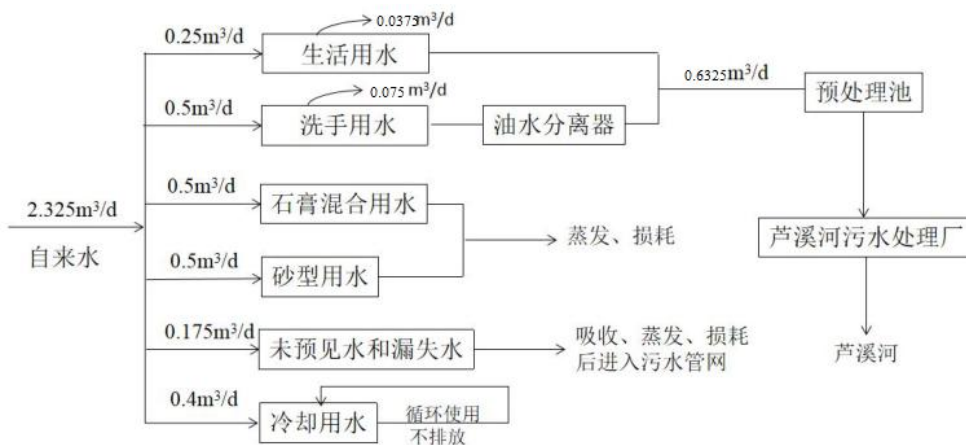 0.0375m³/d
0.25m³/d
生活用水
0.6325m³/d
预处理池
0.075 m³/d
0.5m³/d
洗手用水
油水分离器
0.5m³/d
石膏混合用水
2.325m³/d
自来水
蒸发、损耗
芦溪河污水处理厂
0.5m³/d
砂型用水
0.175m³/d
未预见水和漏失水
吸收、蒸发、损耗
后进入污水管网
芦溪河
0.4m³/d
冷却用水
循环使用
不排放